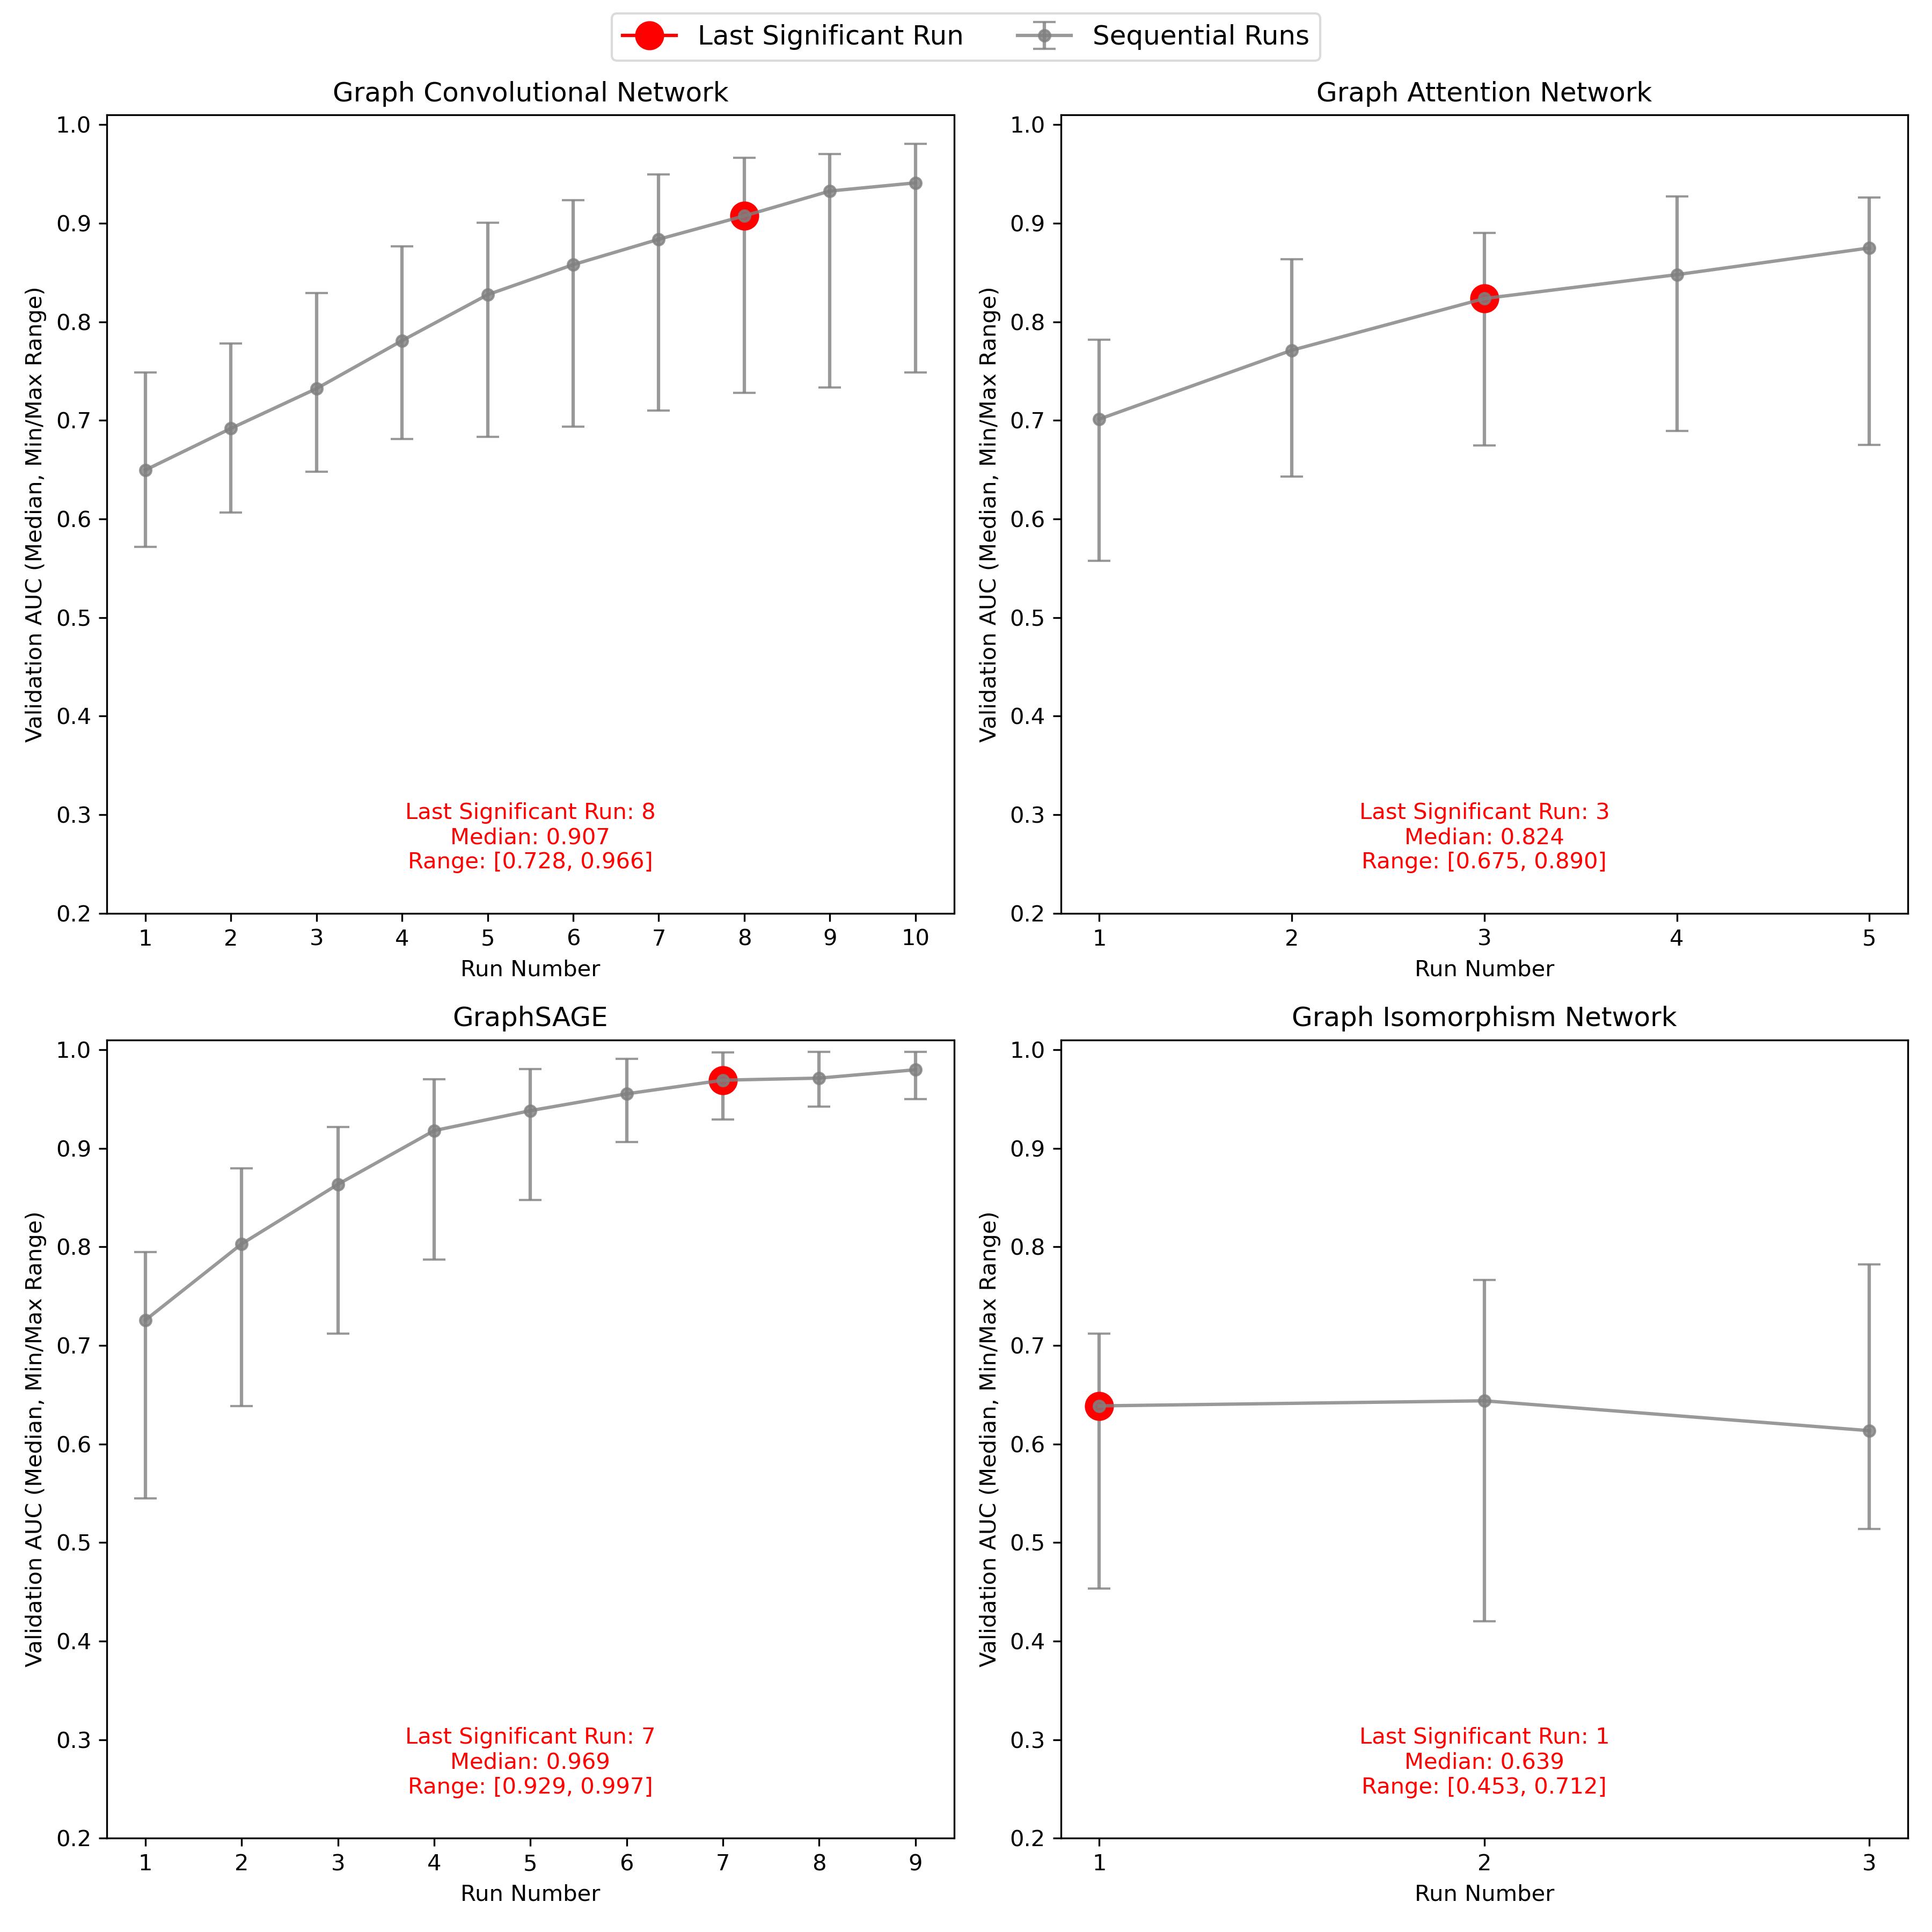 Last Significant Run
Sequential Runs
Graph Convolutional Network
Validation AUC (Median, Min/Max Range)
1.0
0.9
0.8
0.7
0.6
0.5
0.4
0.3
0.2
Last Significant Run: 8
Median: 0.907
Range: [0.728, 0.966]
1 2 3 4 5 6 7 8 9 10
Run Number
Graph Attention Network
Validation AUC (Median, Min/Max Range)
1.0
0.9
0.8
0.7
0.6
0.5
0.4
0.3
0.2
Last Significant Run: 3
Median: 0.824
Range: [0.675, 0.890]
1 2 3 4 5
Run Number
GraphSAGE
Validation AUC (Median, Min/Max Range)
1.0
0.9
0.8
0.7
0.6
0.5
0.4
0.3
0.2
Last Significant Run: 7
Median: 0.969
Range: [0.929, 0.997]
1 2 3 4 5 6 7 8 9
Run Number
Graph Isomorphism Network
Validation AUC (Median, Min/Max Range)
1.0
0.9
0.8
0.7
0.6
0.5
0.4
0.3
0.2
Last Significant Run: 1
Median: 0.639
Range: [0.453, 0.712]
1 2 3
Run Number